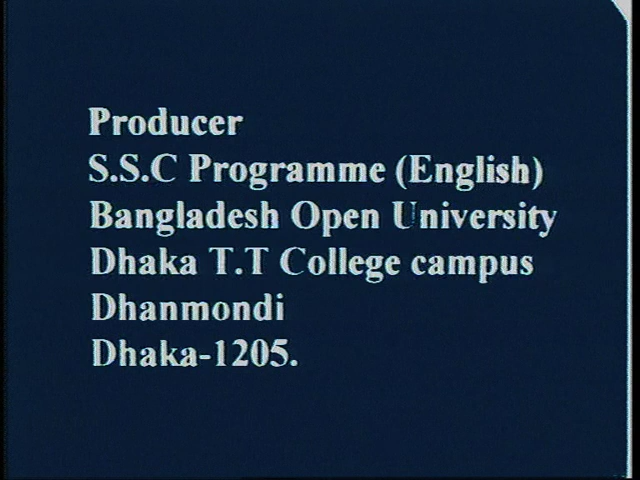 Producer
S.S.C Programme (English)
Bangladesh Open University
Dhaka T.T College campus
Dhanmondi
Dhaka-1205.